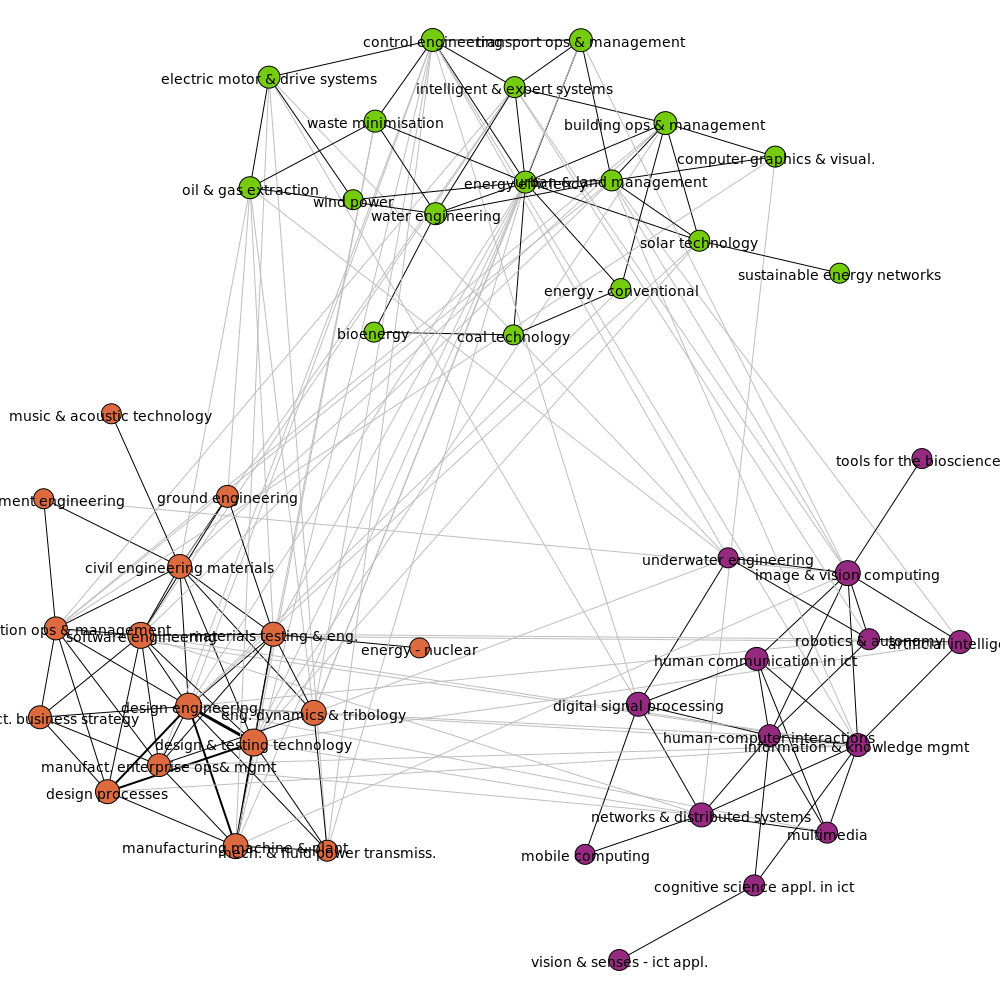 control engineering
transport ops & management
electric motor & drive systems
intelligent & expert systems
waste minimisation
building ops & management
computer graphics & visual.
oil & gas extraction
energy efficiency
urban & land management
wind power
water engineering
solar technology
sustainable energy networks
energy - conventional
bioenergy
coal technology
music & acoustic technology
tools for the bioscience
ment engineering
ground engineering
underwater engineering
civil engineering materials
image & vision computing
tion ops & management
software engineering
materials testing & eng.
energy - nuclear
robotics & autonomy
artificial intellige
human communication in ict
ct. business strategy
design engineering
eng. dynamics & tribology
digital signal processing
human-computer interactions
information & knowledge mgmt
design & testing technology
manufact. enterprise ops& mgmt
design processes
networks & distributed systems
multimedia
manufacturing machine & plant
mech. & fluid power transmiss.
mobile computing
cognitive science appl. in ict
vision & senses - ict appl.